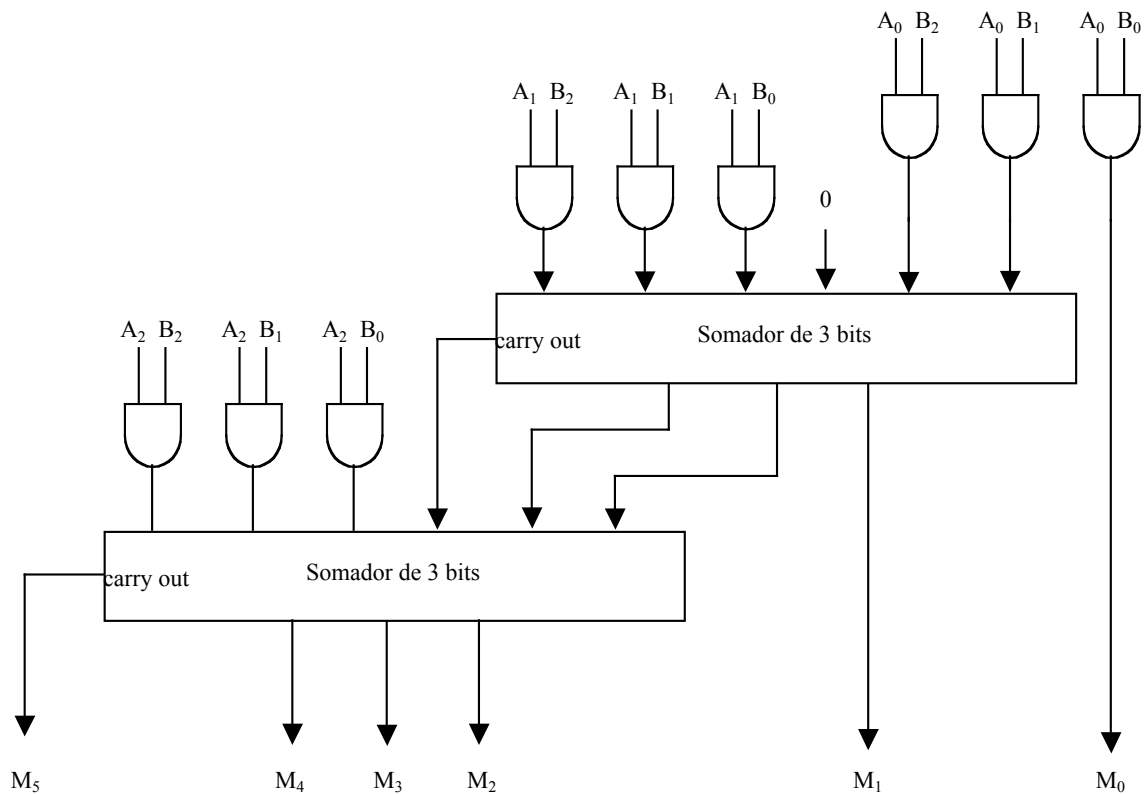 A₀ B₂ A₀ B₁ A₀ B₀
A₁ B₂ A₁ B₁ A₁ B₀
0
carry out Somador de 3 bits
A₂ B₂ A₂ B₁ A₂ B₀
carry out Somador de 3 bits
M₅ M₄ M₃ M₂ M₁ M₀